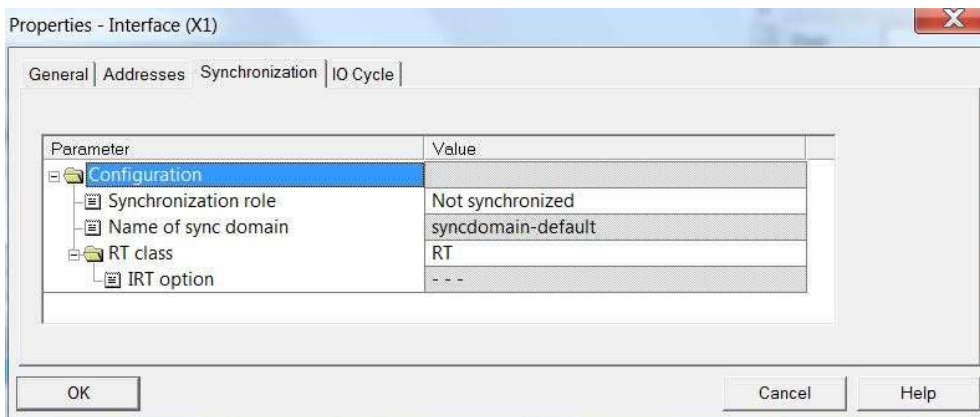 Properties - Interface (X1)
General Addresses Synchronization IO Cycle
Parameter Value
Configuration
Synchronization role Not synchronized
Name of sync domain syncdomain-default
RT class RT
IRT option - - -
OK Cancel Help